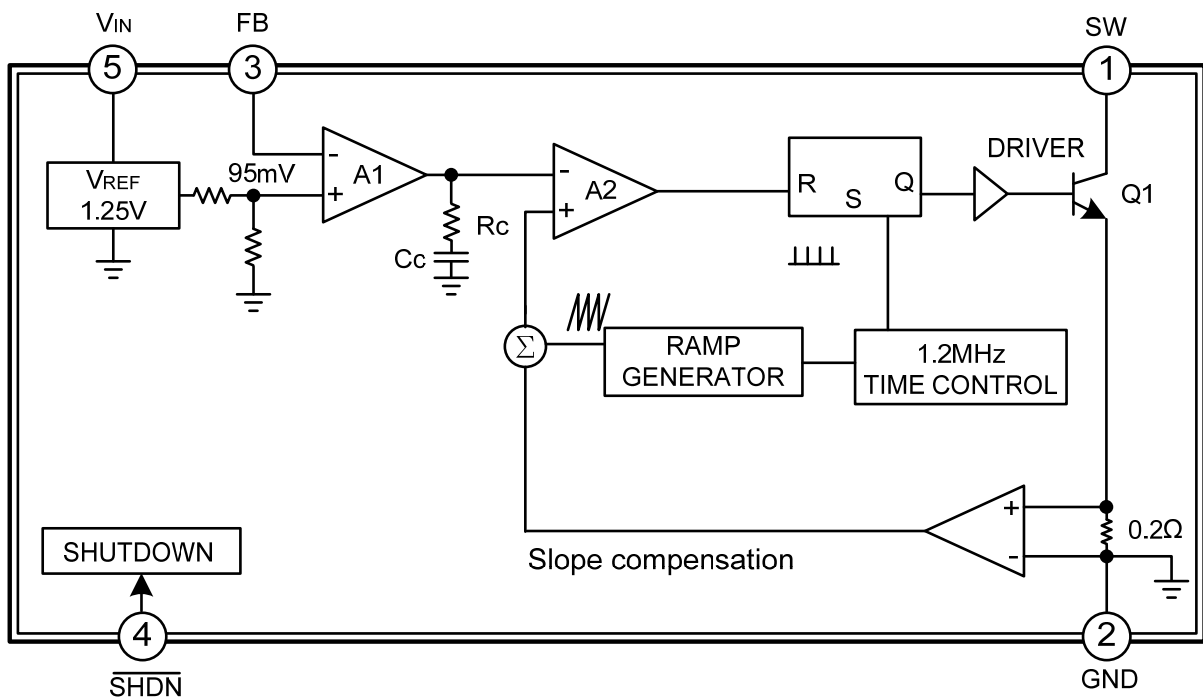 VIN
FB
SW
5
3
1
VREF
1.25V
95mV
-
+
A1
RC
CC
-
+
A2
R
S
Q
DRIVER
Q1
Σ
RAMP
GENERATOR
1.2MHz
TIME CONTROL
+
-
0.2Ω
Slope compensation
SHUTDOWN
4
SHDN
2
GND